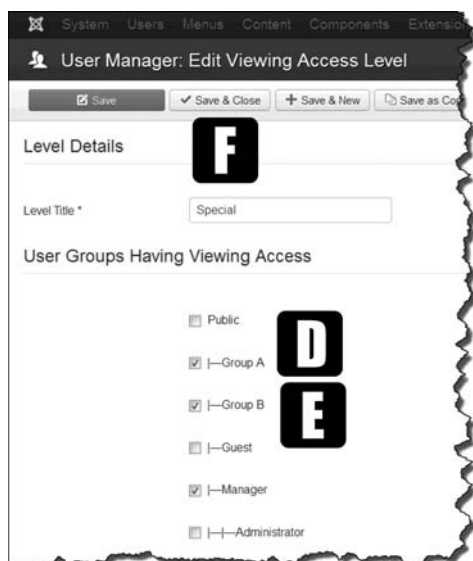 System Users Menus Content Components Extensio
User Manager: Edit Viewing Access Level
Save Save & Close + Save & New Save as Cop
Level Details
F
Level Title * Special
User Groups Having Viewing Access
Public
D
|—Group A
|—Group B
E
|—Guest
|—Manager
|—|—Administrator